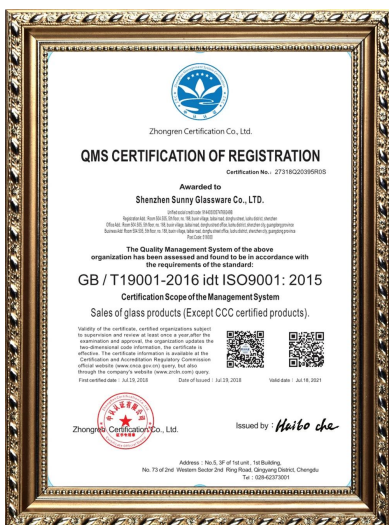 Zhongren Certification Co., Ltd.
QMS CERTIFICATION OF REGISTRATION
Certification No.: 27318Q20395R0S
Awarded to
Shenzhen Sunny Glassware Co., LTD.
The Quality Management System of the above
organization has been assessed and found to be in accordance with
the requirements of the standard:
GB / T19001-2016 idt ISO9001: 2015
Certification Scope of the Management System
Sales of glass products (Except CCC certified products).
Validity of the certificate, certified organizations subject
to supervision and review at least once a year after the
examination and approval, the organization updates the
two-dimensional code information, the certificate is
effective. The certificate information is available at the
Certification and Accreditation Regulatory Commission
official website (www.cnca.gov.cn) query, but also
through the company's website (www.zrcln.com) query.
First certified date : Jul.19, 2018 Date of Issued : Jul.19, 2018 Valid date : Jul.18, 2021
Zhongren Certification Co., Ltd.
Issued by : Haibo che
Address : No.5, 3F of 1st unit, 1st Building,
No. 73 of 2nd Western Sector 2nd Ring Road, Qingyang District, Chengdu
Tel : 028-62373001